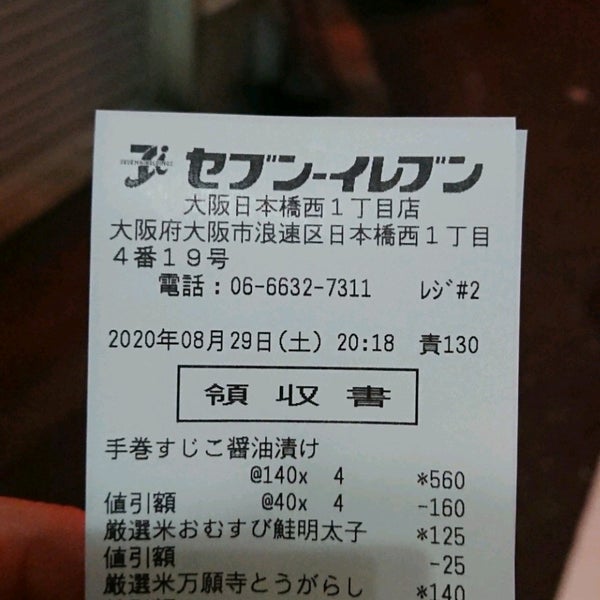 セブン-イレブン
大阪日本橋西1丁目店
大阪府大阪市浪速区日本橋西1丁目
4番19号
電話:06-6632-7311 レジ#2
2020年08月29日(土) 20:18 責130
領収書
手巻すじこ醤油漬け
@140x 4 *560
値引額 @40x 4 -160
厳選米おむすび鮭明太子 *125
値引額 -25
厳選米万願寺とうがらし *140